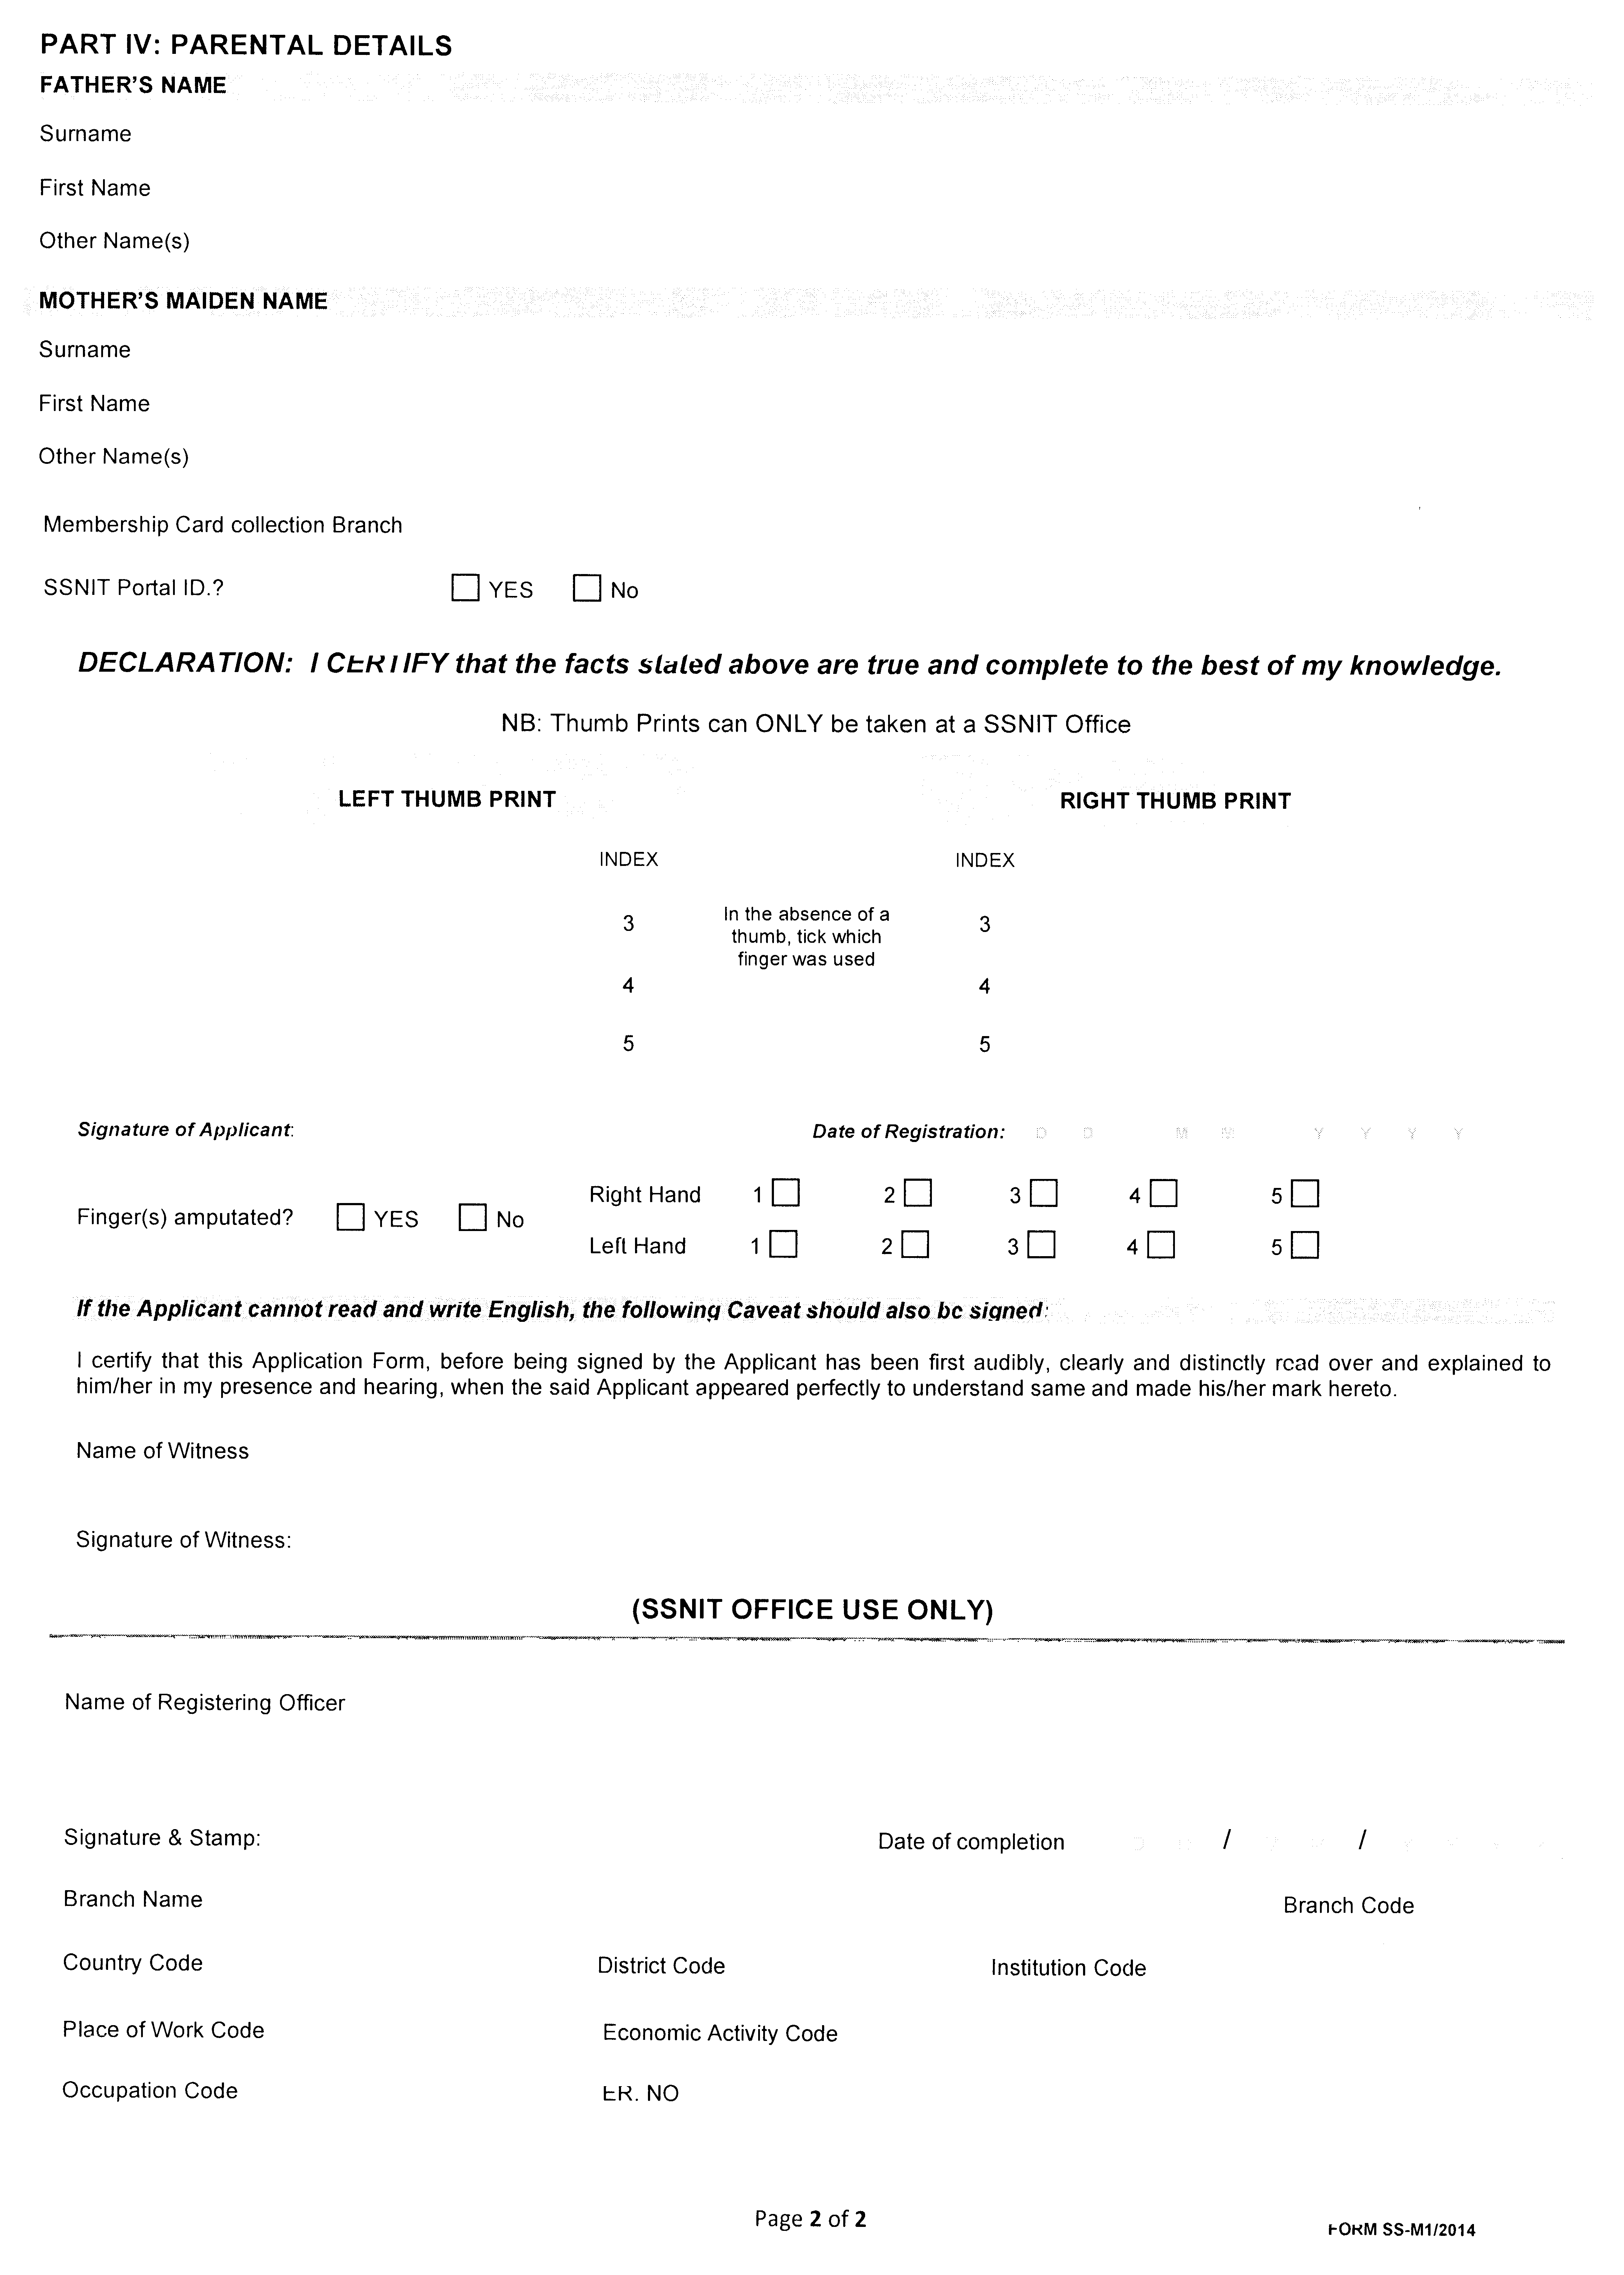 PART IV: PARENTAL DETAILS
FATHER'S NAME
Surname
First Name
Other Name(s)
MOTHER'S MAIDEN NAME
Surname
First Name
Other Name(s)
Membership Card collection Branch
SSNIT Portal ID.? YES No
DECLARATION: I CERTIFY that the facts stated above are true and complete to the best of my knowledge.
NB: Thumb Prints can ONLY be taken at a SSNIT Office
LEFT THUMB PRINT RIGHT THUMB PRINT
INDEX INDEX
3 In the absence of a 3
thumb, tick which
finger was used
4 4
5 5
Signature of Applicant: Date of Registration: D D M M Y Y Y Y
Right Hand 1 2 3 4 5
Finger(s) amputated? YES No
Left Hand 1 2 3 4 5
If the Applicant cannot read and write English, the following Caveat should also be signed:
I certify that this Application Form, before being signed by the Applicant has been first audibly, clearly and distinctly read over and explained to
him/her in my presence and hearing, when the said Applicant appeared perfectly to understand same and made his/her mark hereto.
Name of Witness
Signature of Witness:
(SSNIT OFFICE USE ONLY)
Name of Registering Officer
Signature & Stamp: Date of completion / /
Branch Name Branch Code
Country Code District Code Institution Code
Place of Work Code Economic Activity Code
Occupation Code ER. NO
Page 2 of 2
FORM SS-M1/2014